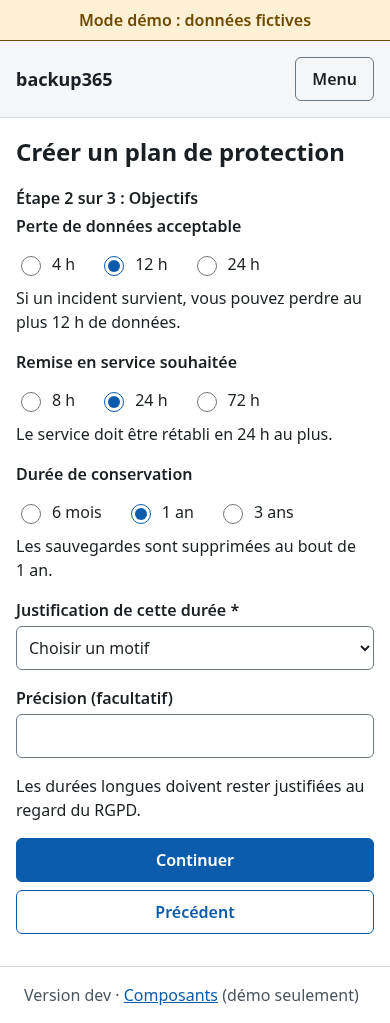 Mode démo : données fictives
backup365
Menu
Créer un plan de protection
Étape 2 sur 3 : Objectifs
Perte de données acceptable
4 h 12 h 24 h
Si un incident survient, vous pouvez perdre au
plus 12 h de données.
Remise en service souhaitée
8 h 24 h 72 h
Le service doit être rétabli en 24 h au plus.
Durée de conservation
6 mois 1 an 3 ans
Les sauvegardes sont supprimées au bout de
1 an.
Justification de cette durée *
Choisir un motif
Précision (facultatif)
Les durées longues doivent rester justifiées au
regard du RGPD.
Continuer
Précédent
Version dev · Composants (démo seulement)